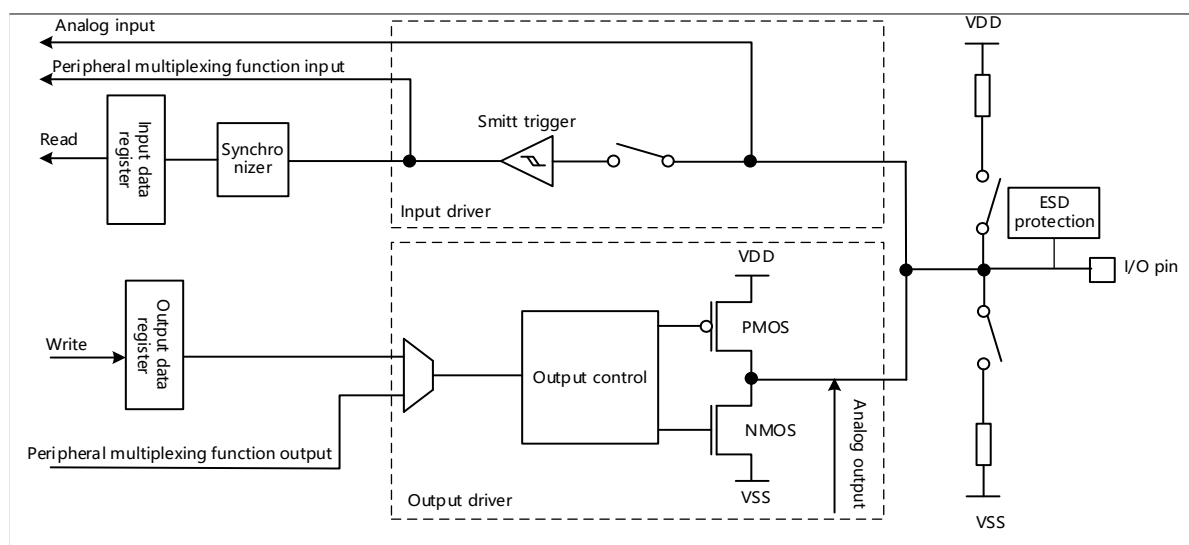 Analog input
VDD
Peripheral multiplexing function input
Smitt trigger
Read
Input data
register
Synchro
nizer
ESD
protection
Input driver
VDD
I/O pin
Write
Output data
register
PMOS
Output control
NMOS
Analog output
Peripheral multiplexing function output
VSS
Output driver
VSS